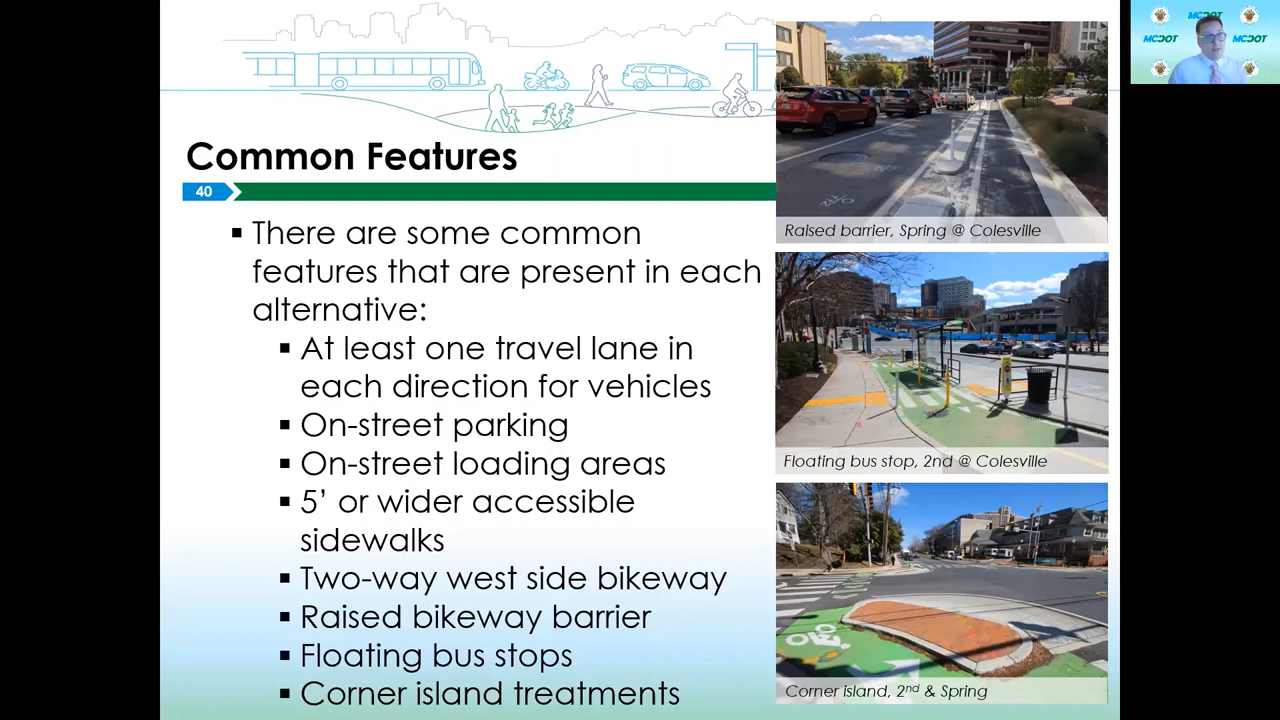 Common Features
40
▪ There are some common
features that are present in each
alternative:
▪ At least one travel lane in
each direction for vehicles
▪ On-street parking
▪ On-street loading areas
▪ 5’ or wider accessible
sidewalks
▪ Two-way west side bikeway
▪ Raised bikeway barrier
▪ Floating bus stops
▪ Corner island treatments
Raised barrier, Spring @ Colesville
Floating bus stop, 2nd @ Colesville
Corner island, 2nd & Spring
MCDOT
MCDOT